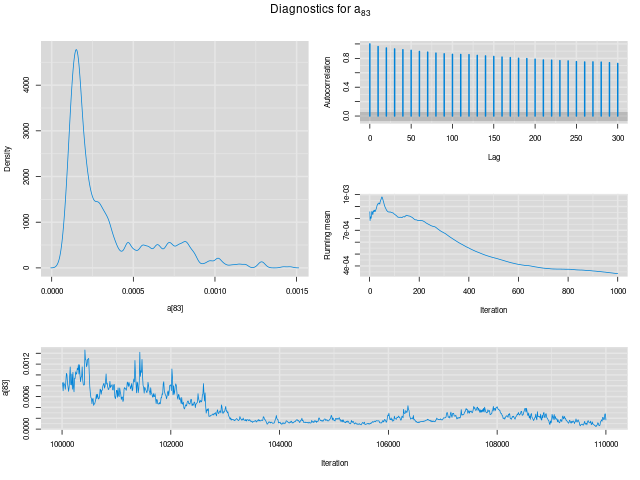 Diagnostics for a83
Density
0
1000
2000
3000
4000
0.0000
0.0005
0.0010
0.0015
a[83]
Autocorrelation
0.0
0.4
0.8
0
50
100
150
200
250
300
Lag
Running mean
4e-04
7e-04
1e-03
0
200
400
600
800
1000
Iteration
a[83]
0.0000
0.0006
0.0012
100000
102000
104000
106000
108000
110000
Iteration